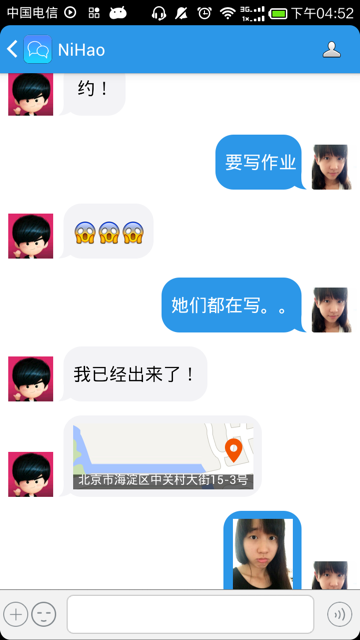 中国电信
3G
1X
下午04:52
NiHao
约！
要写作业
她们都在写。。
我已经出来了！
北京市海淀区中关村大街15-3号